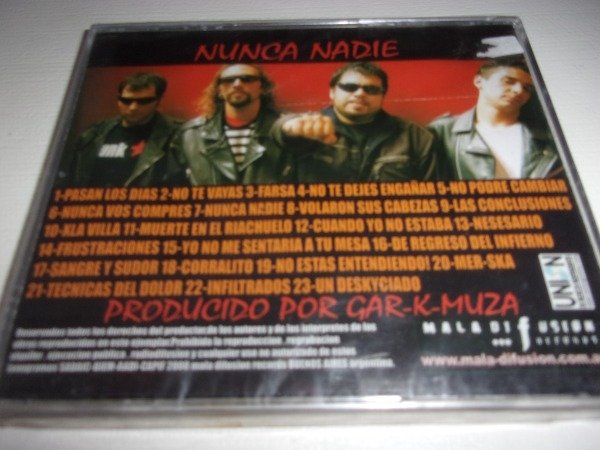 NUNCA NADIE
mk
1-PASAN LOS DIAS 2-NO TE VAYAS 3-FARSA 4-NO TE DEJES ENGAÑAR 5-NO PODRE CAMBIAR
6-NUNCA VOS COMPRES 7-NUNCA NADIE 8-VOLARON SUS CABEZAS 9-LAS CONCLUSIONES
10-XLA VILLA 11-MUERTE EN EL RIACHUELO 12-CUANDO YO NO ESTABA 13-NESESARIO
14-FRUSTRACIONES 15-YO NO ME SENTARIA A TU MESA 16-DE REGRESO DEL INFIERNO
17-SANGRE Y SUDOR 18-CORRALITO 19-NO ESTAS ENTENDIENDO! 20-MER-SKA
21-TECNICAS DEL DOLOR 22-INFILTRADOS 23-UN DESKYCIADO
UNION
PRODUCIDO POR GAR-K-MUZA
MALA DIFUSION
www.mala-difusion.com